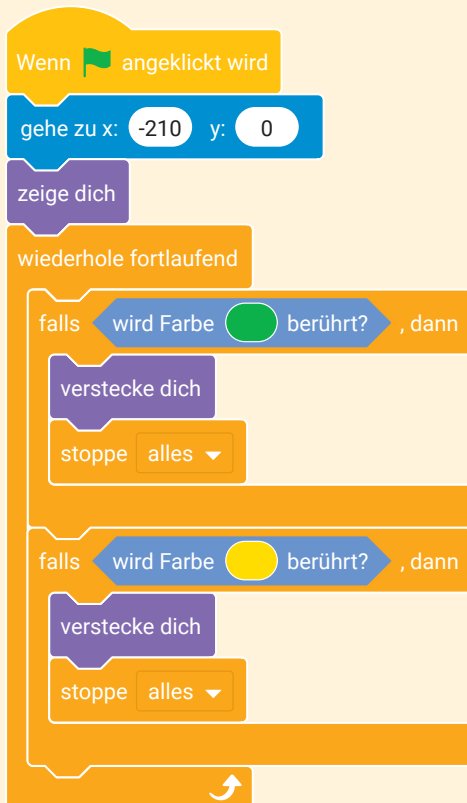 Wenn angeklickt wird
gehe zu x: -210 y: 0
zeige dich
wiederhole fortlaufend
falls wird Farbe berührt? , dann
verstecke dich
stoppe alles
falls wird Farbe berührt? , dann
verstecke dich
stoppe alles